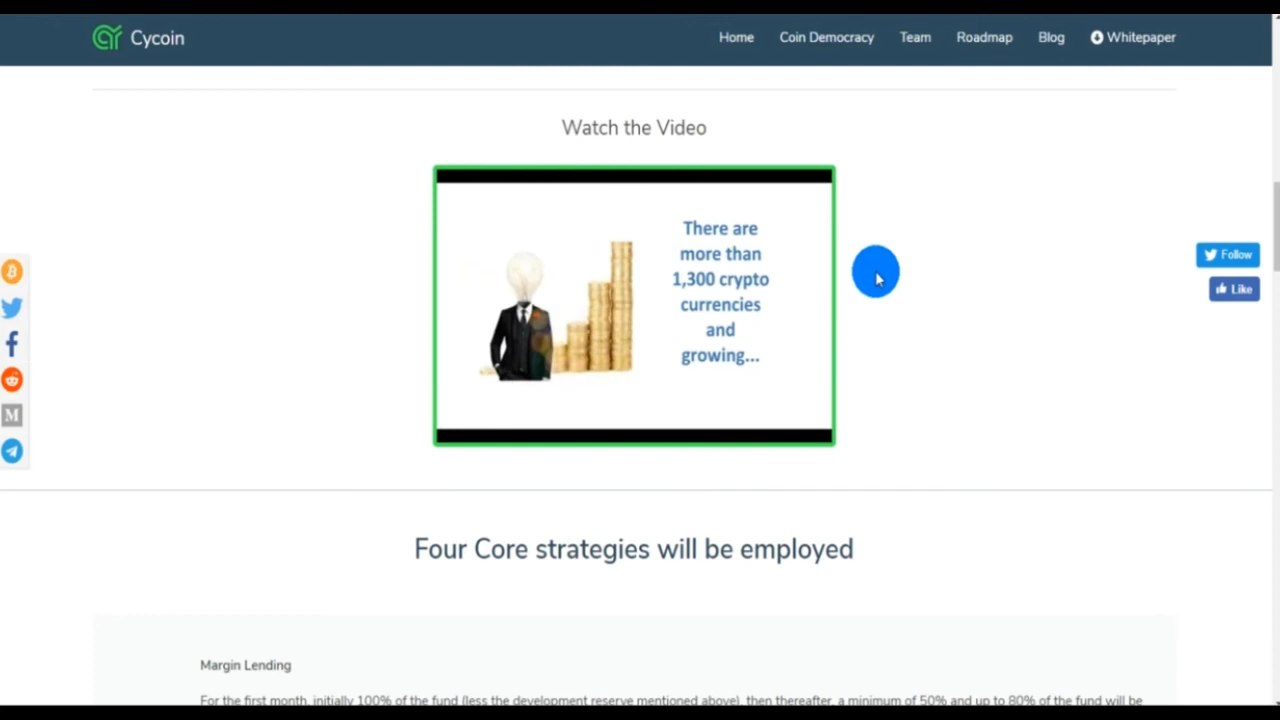 Cycoin
Home Coin Democracy Team Roadmap Blog Whitepaper
Watch the Video
There are
more than
1,300 crypto
currencies
and
growing...
Follow
Like
Four Core strategies will be employed
Margin Lending
For the first month, initially 100% of the fund (less the development reserve mentioned above), then thereafter, a minimum of 50% and up to 80% of the fund will be